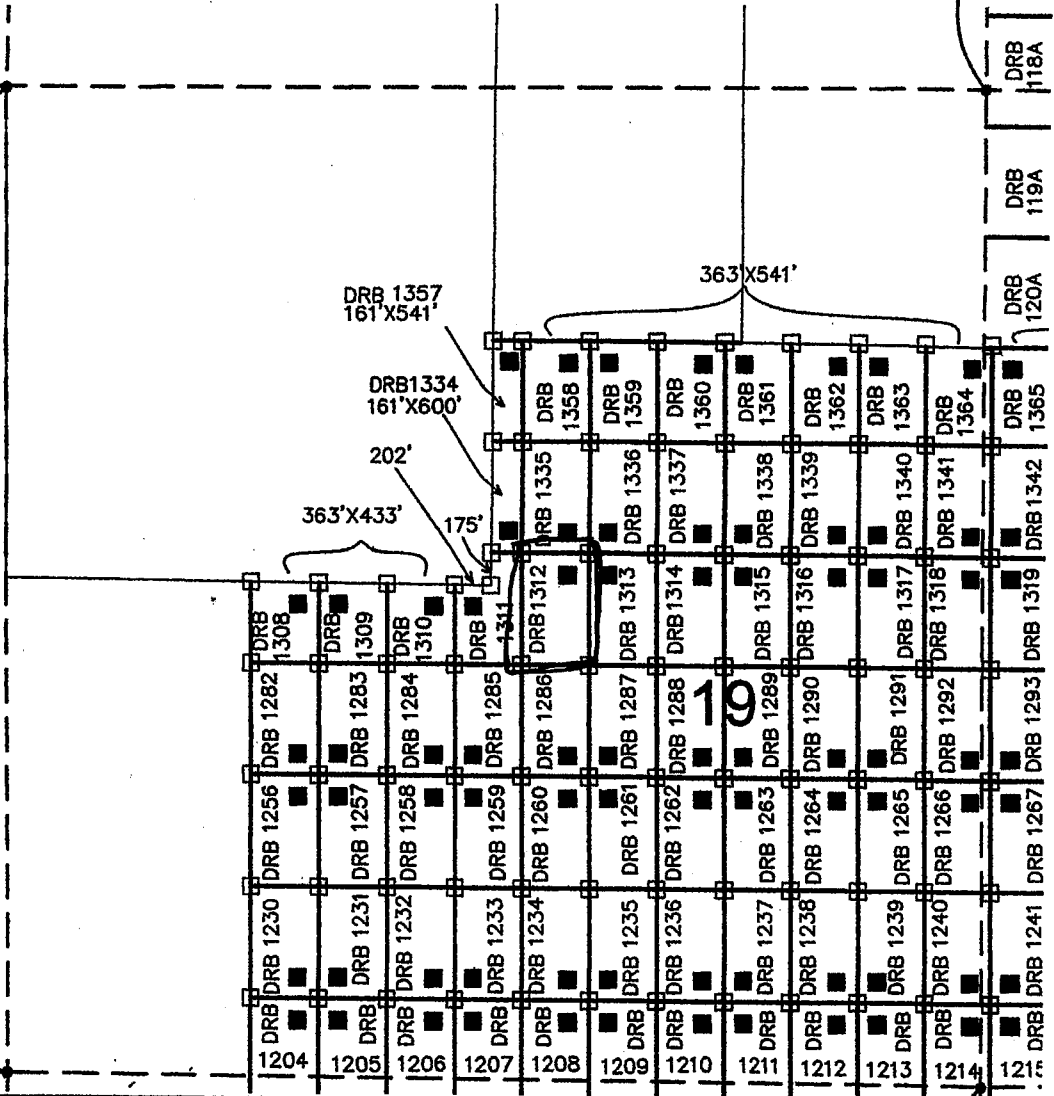 DRB
118A
DRB
119A
DRB
120A
363'X541'
DRB 1357
161'X541'
DRB1334
161'X600'
202'
363'X433'
175'
DRB
1358
DRB
1359
DRB
1360
DRB
1361
DRB
1362
DRB
1363
DRB
1364
DRB
1365
DRB 1335
DRB 1336
DRB 1337
DRB 1338
DRB 1339
DRB 1340
DRB 1341
DRB 1342
DRB
1308
DRB
1309
DRB
1310
DRB
1311
DRB 1312
DRB 1313
DRB 1314
DRB 1315
DRB 1316
DRB 1317
DRB 1318
DRB 1319
DRB 1282
DRB 1283
DRB 1284
DRB 1285
DRB 1286
DRB 1287
DRB 1288
19
DRB 1289
DRB 1290
DRB 1291
DRB 1292
DRB 1293
DRB 1256
DRB 1257
DRB 1258
DRB 1259
DRB 1260
DRB 1261
DRB 1262
DRB 1263
DRB 1264
DRB 1265
DRB 1266
DRB 1267
DRB 1230
DRB 1231
DRB 1232
DRB 1233
DRB 1234
DRB 1235
DRB 1236
DRB 1237
DRB 1238
DRB 1239
DRB 1240
DRB 1241
DRB
1204
DRB
1205
DRB
1206
DRB
1207
DRB
1208
DRB
1209
DRB
1210
DRB
1211
DRB
1212
DRB
1213
DRB
1214
DRB
1215